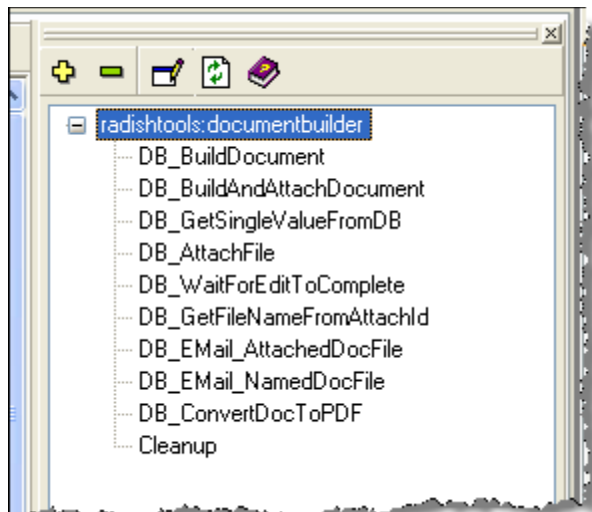 radishtools:documentbuilder
DB_BuildDocument
DB_BuildAndAttachDocument
DB_GetSingleValueFromDB
DB_AttachFile
DB_WaitForEditToComplete
DB_GetFileNameFromAttachId
DB_EMail_AttachedDocFile
DB_EMail_NamedDocFile
DB_ConvertDocToPDF
Cleanup